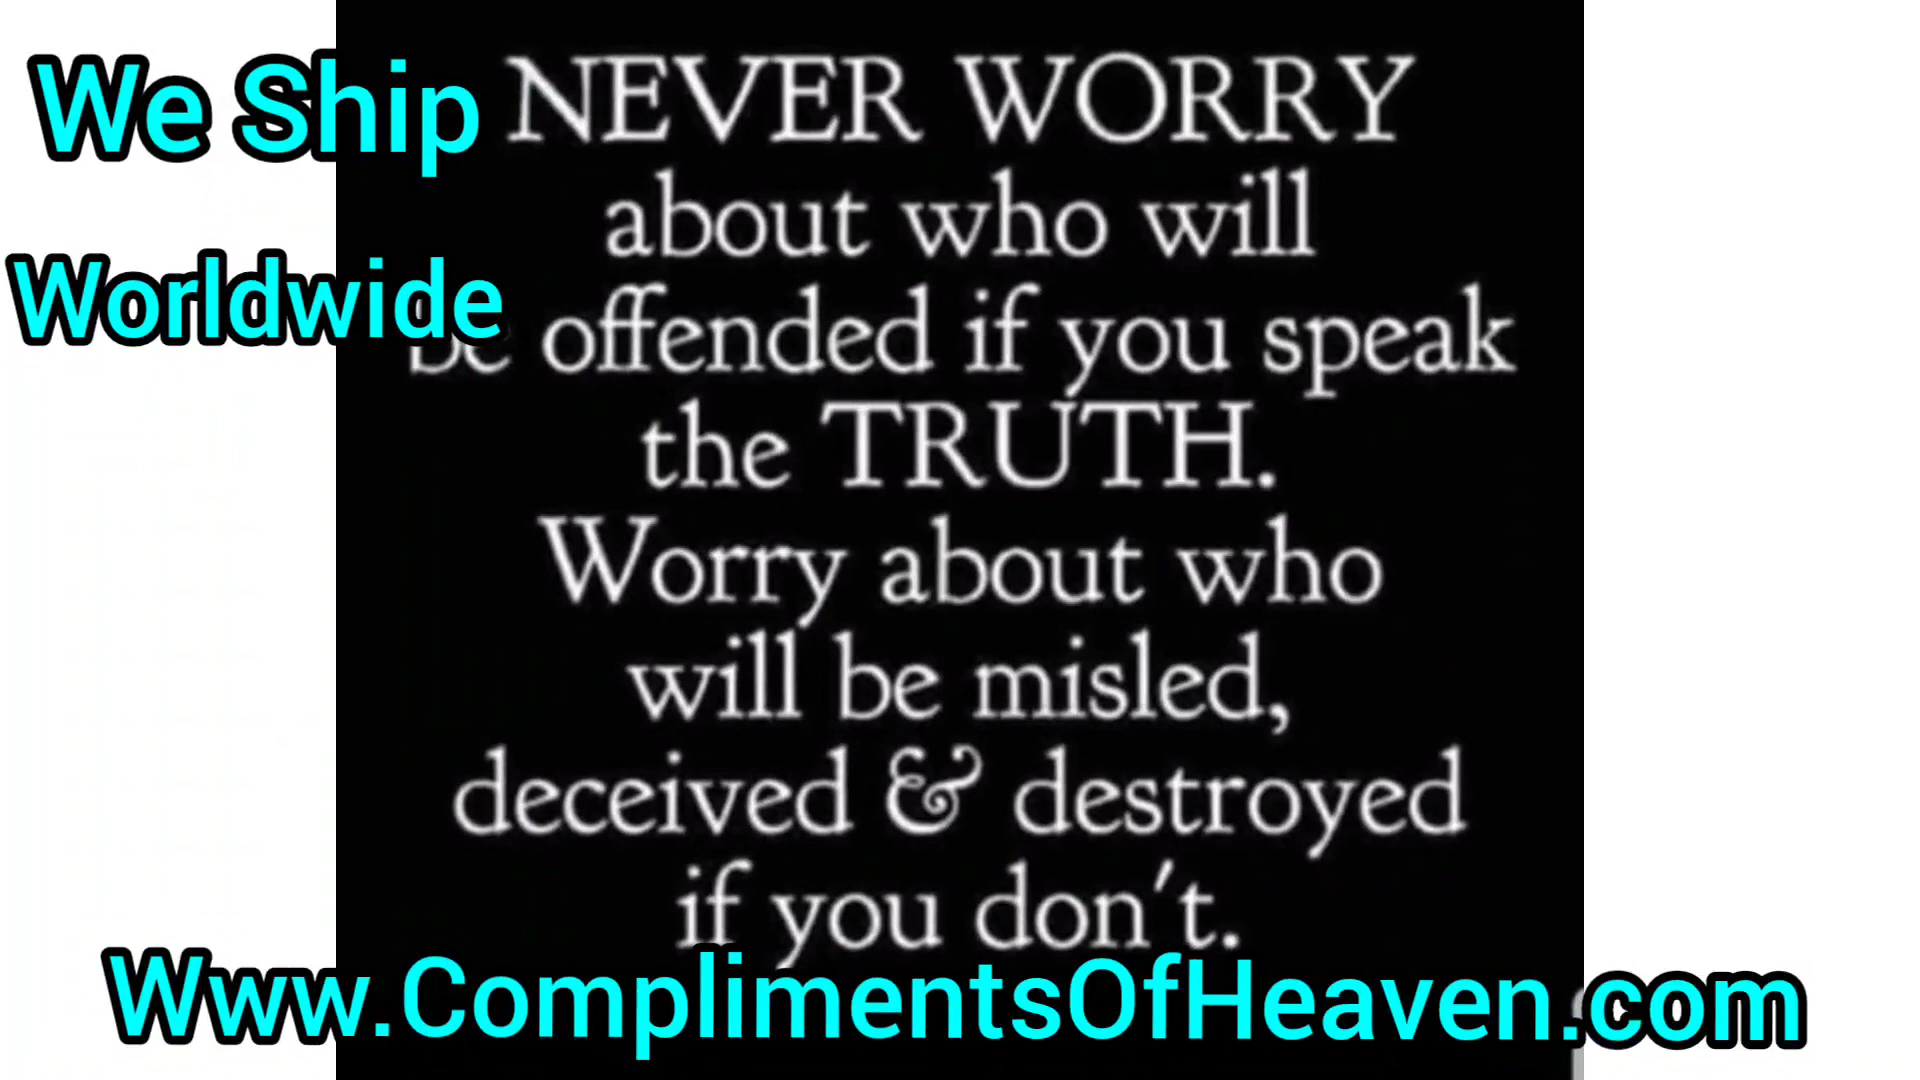 We Ship
Worldwide
NEVER WORRY
about who will
be offended if you speak
the TRUTH.
Worry about who
will be misled,
deceived & destroyed
if you don't.
Www.ComplimentsOfHeaven.com